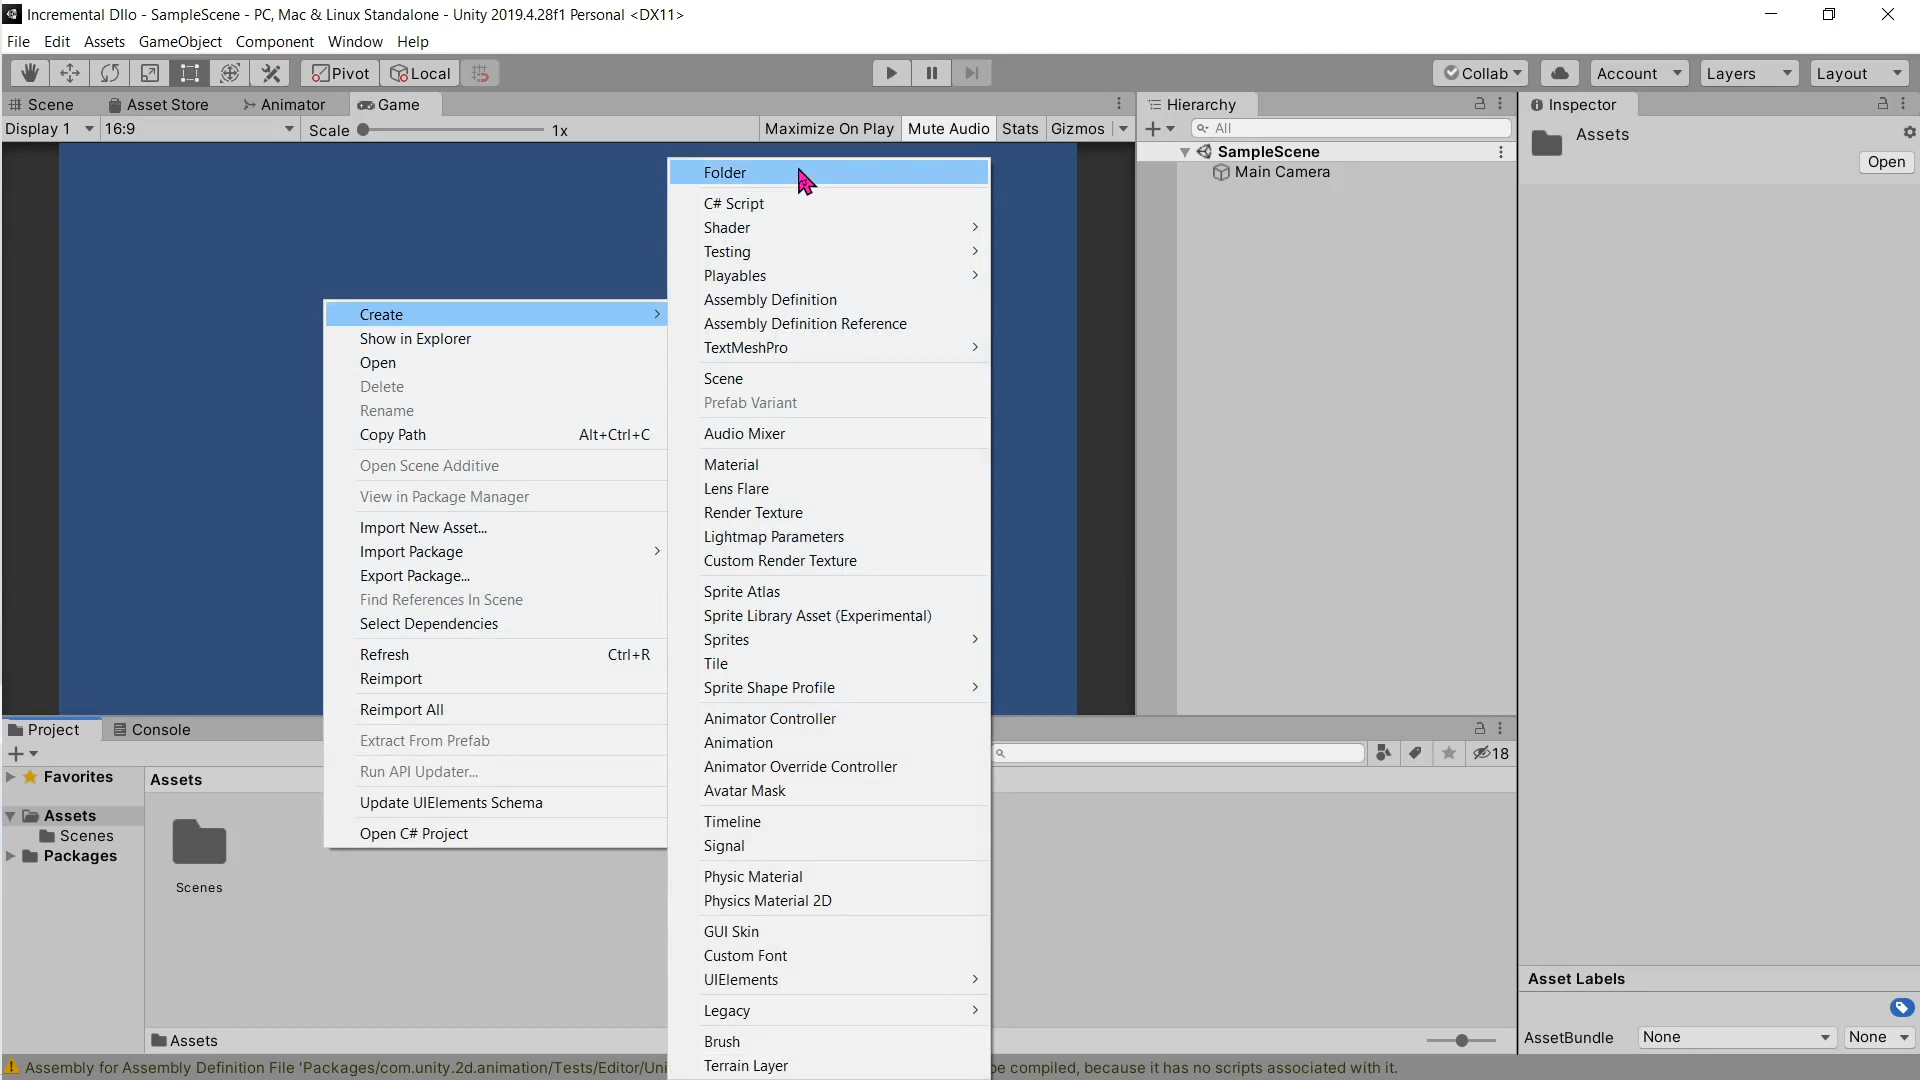 Incremental DIlo - SampleScene - PC, Mac & Linux Standalone - Unity 2019.4.28f1 Personal <DX11>
File Edit Assets GameObject Component Window Help
Pivot Local Collab Account Layers Layout
Scene Asset Store Animator Game
Display 1 16:9 Scale 1x Maximize On Play Mute Audio Stats Gizmos
Hierarchy
All
SampleScene
Main Camera
Inspector
Assets
Open
Create
Show in Explorer
Open
Delete
Rename
Copy Path Alt+Ctrl+C
Open Scene Additive
View in Package Manager
Import New Asset...
Import Package
Export Package...
Find References In Scene
Select Dependencies
Refresh Ctrl+R
Reimport
Reimport All
Extract From Prefab
Run API Updater...
Update UIElements Schema
Open C# Project
Folder
C# Script
Shader
Testing
Playables
Assembly Definition
Assembly Definition Reference
TextMeshPro
Scene
Prefab Variant
Audio Mixer
Material
Lens Flare
Render Texture
Lightmap Parameters
Custom Render Texture
Sprite Atlas
Sprite Library Asset (Experimental)
Sprites
Tile
Sprite Shape Profile
Animator Controller
Animation
Animator Override Controller
Avatar Mask
Timeline
Signal
Physic Material
Physics Material 2D
GUI Skin
Custom Font
UIElements
Legacy
Brush
Terrain Layer
Project Console
18
Favorites
Assets
Scenes
Packages
Assets
Scenes
Assets
Asset Labels
AssetBundle None None
Assembly for Assembly Definition File 'Packages/com.unity.2d.animation/Tests/Editor/Uni
be compiled, because it has no scripts associated with it.